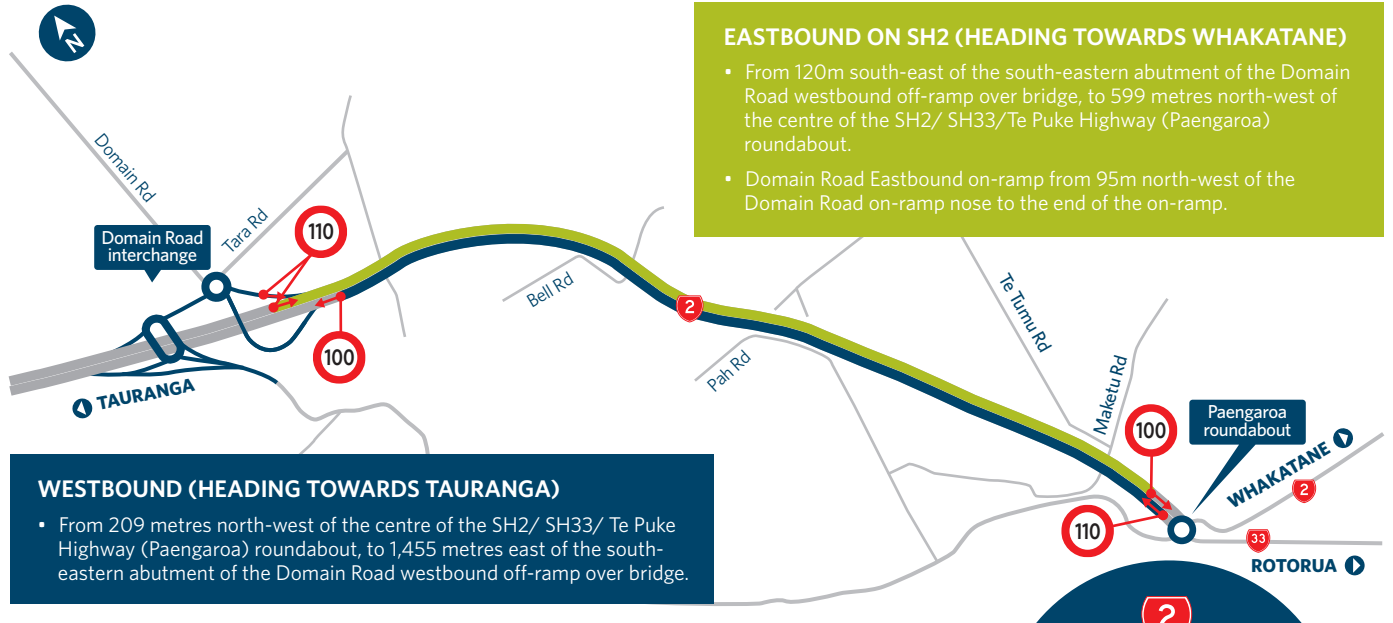 N
EASTBOUND ON SH2 (HEADING TOWARDS WHAKATANE)
• From 120m south-east of the south-eastern abutment of the Domain
Road westbound off-ramp over bridge, to 599 metres north-west of
the centre of the SH2/ SH33/Te Puke Highway (Paengaroa)
roundabout.
• Domain Road Eastbound on-ramp from 95m north-west of the
Domain Road on-ramp nose to the end of the on-ramp.
Domain Rd
Tara Rd
110
Domain Road
interchange
100
TAURANGA
Bell Rd
2
Pah Rd
Te Tumu Rd
Maketu Rd
100
Paengaroa
roundabout
110
WHAKATANE
2
33
ROTORUA
WESTBOUND (HEADING TOWARDS TAURANGA)
• From 209 metres north-west of the centre of the SH2/ SH33/ Te Puke
Highway (Paengaroa) roundabout, to 1,455 metres east of the south-
eastern abutment of the Domain Road westbound off-ramp over bridge.
2